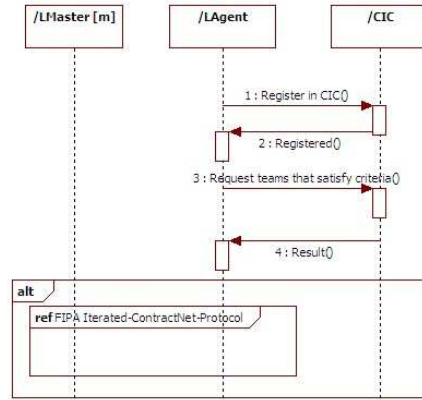 /LMaster [m] /LAgent /CIC
1 : Register in CIC()
2 : Registered()
3 : Request teams that satisfy criteria()
4 : Result()
alt
ref FIPA Iterated-ContractNet-Protocol